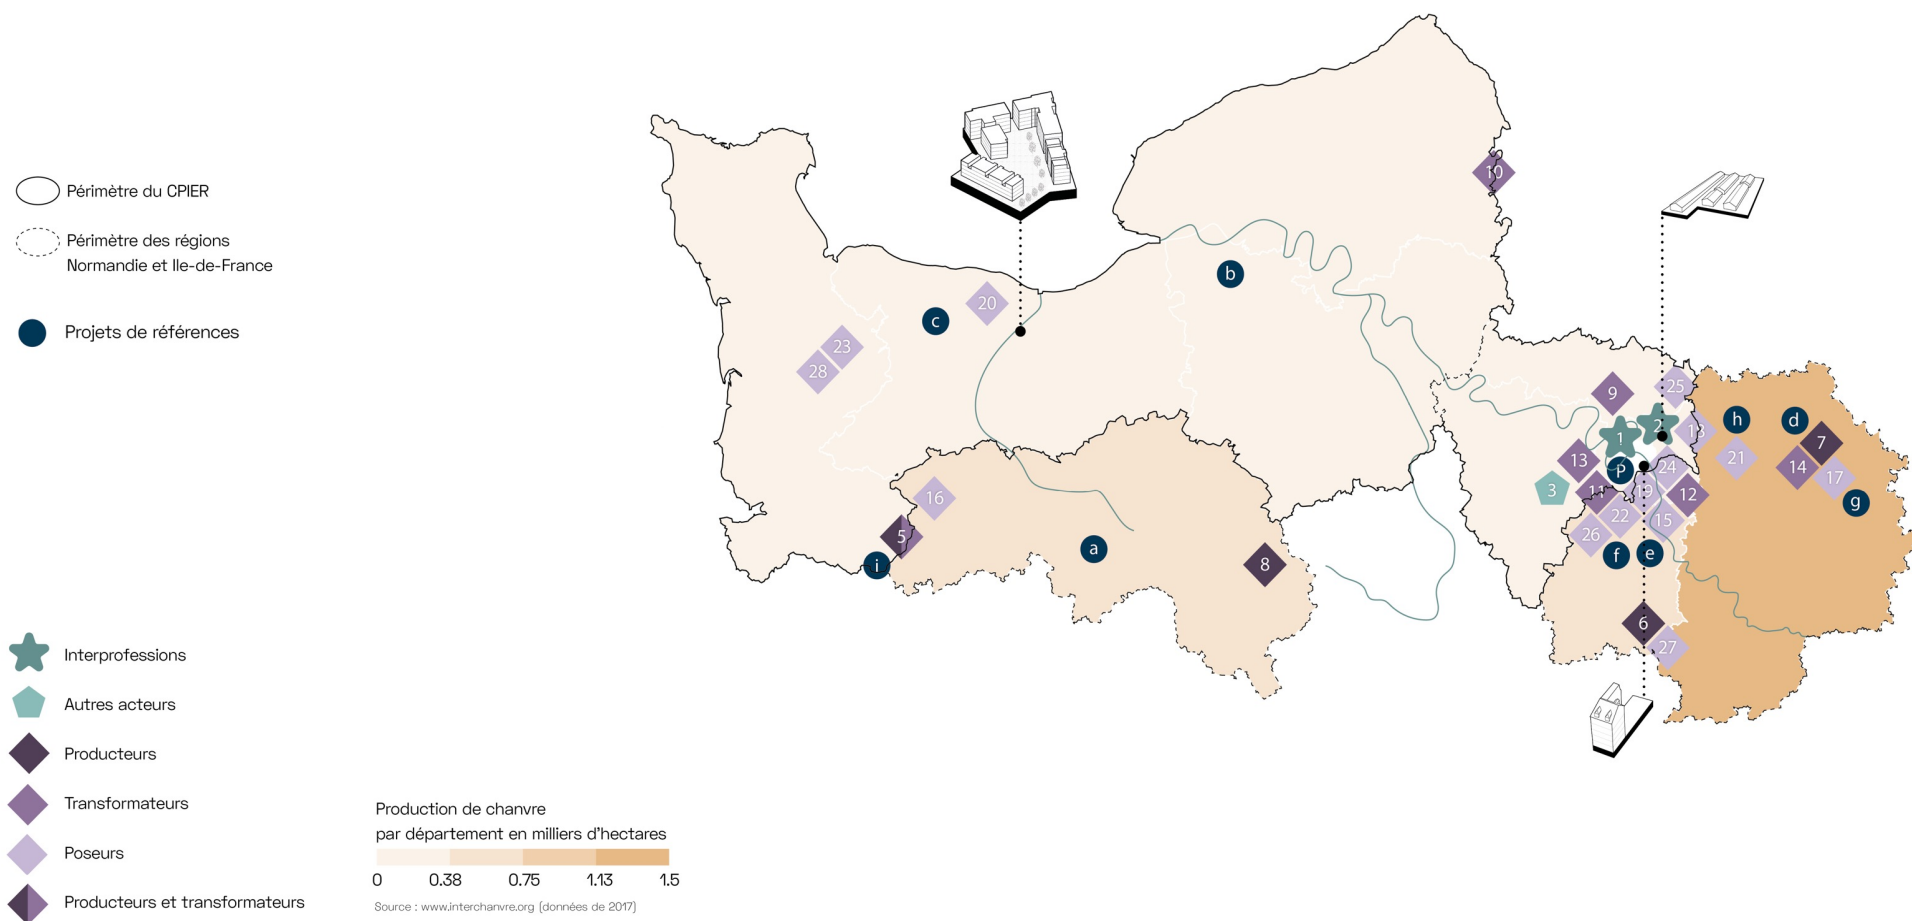 Périmètre du CPIER
Périmètre des régions
Normandie et Ile-de-France
Projets de références
Interprofessions
Autres acteurs
Producteurs
Transformateurs
Poseurs
Producteurs et transformateurs
Production de chanvre
par département en milliers d'hectares
0 0.38 0.75 1.13 1.5
Source : www.interchanvre.org (données de 2017)
10
b
20
c
23
28
16
5
i
a
8
9
25
2
1
18
13
P
24
3
11
19
12
22
15
26
f
e
6
27
h
d
7
21
14
17
g